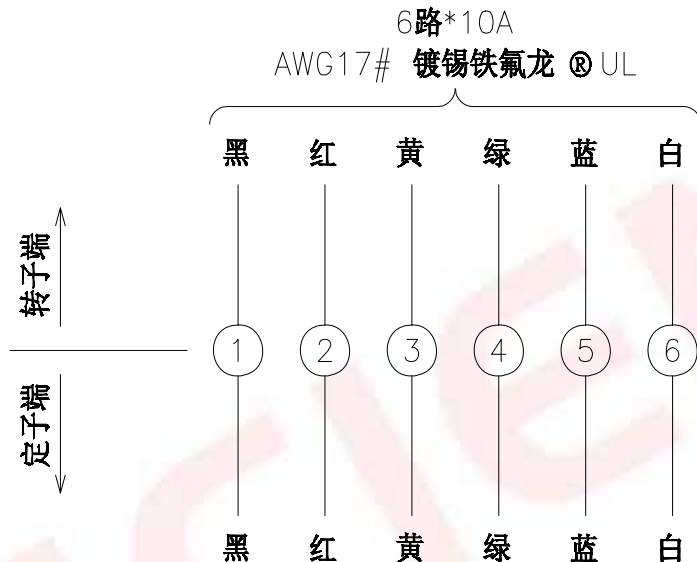 6路*10A
AWG17# 镀锡铁氟龙 ® UL
黑 红 黄 绿 蓝 白
转子端
1 2 3 4 5 6
定子端
黑 红 黄 绿 蓝 白